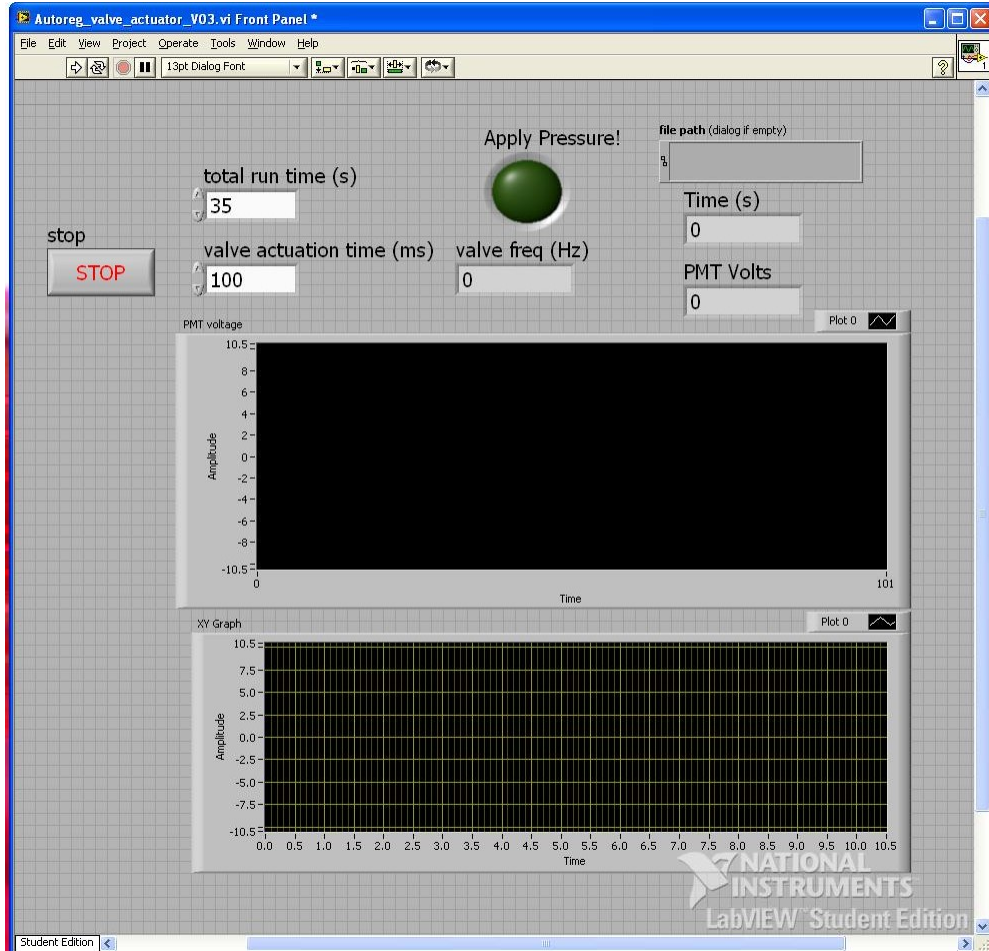 Autoreg_valve_actuator_V03.vi Front Panel *
File Edit View Project Operate Tools Window Help
13pt Dialog Font
?
1
Apply Pressure!
file path (dialog if empty)
total run time (s)
35
Time (s)
0
stop
STOP
valve actuation time (ms)
100
valve freq (Hz)
0
PMT Volts
0
PMT voltage
Plot 0
10.5
8
6
4
2
0
-2
-4
-6
-8
-10.5
Amplitude
0 101
Time
XY Graph
Plot 0
10.5
7.5
5.0
2.5
0.0
-2.5
-5.0
-7.5
-10.5
Amplitude
0.0 0.5 1.0 1.5 2.0 2.5 3.0 3.5 4.0 4.5 5.0 5.5 6.0 6.5 7.0 7.5 8.0 8.5 9.0 9.5 10.0 10.5
Time
NATIONAL
INSTRUMENTS
LabVIEW™ Student Edition
Student Edition